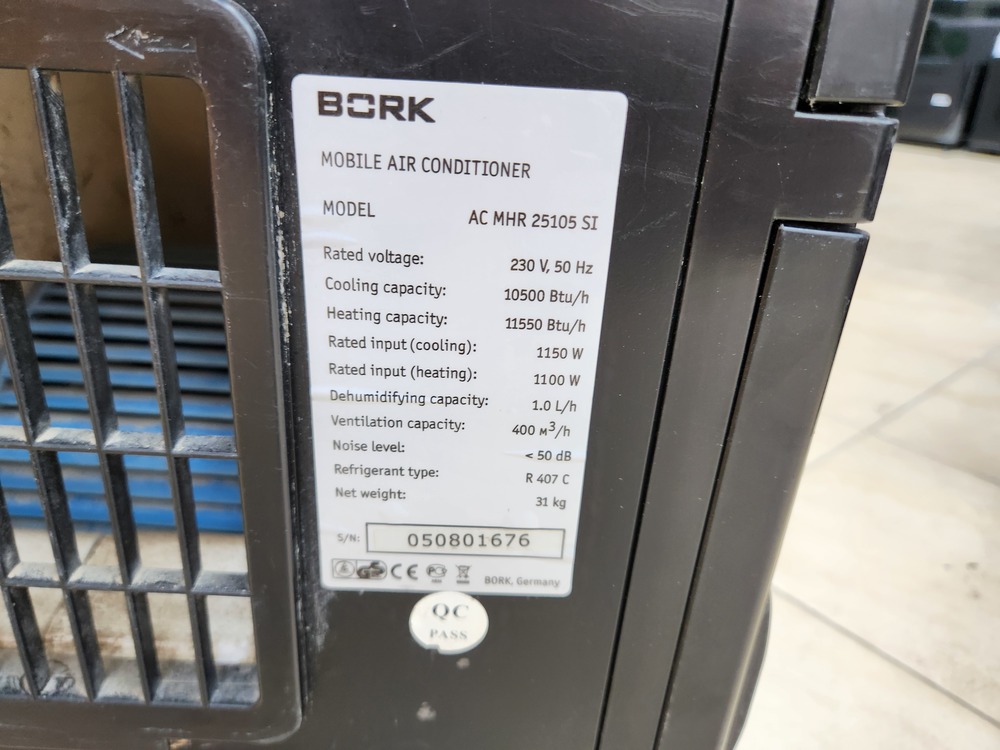 BORK
MOBILE AIR CONDITIONER
MODEL AC MHR 25105 SI
Rated voltage: 230 V, 50 Hz
Cooling capacity: 10500 Btu/h
Heating capacity: 11550 Btu/h
Rated input (cooling): 1150 W
Rated input (heating): 1100 W
Dehumidifying capacity: 1.0 L/h
Ventilation capacity: 400 м³/h
Noise level: < 50 dB
Refrigerant type: R 407 C
Net weight: 31 kg
S/N: 050801676
GS CE PC BORK, Germany
QC
PASS